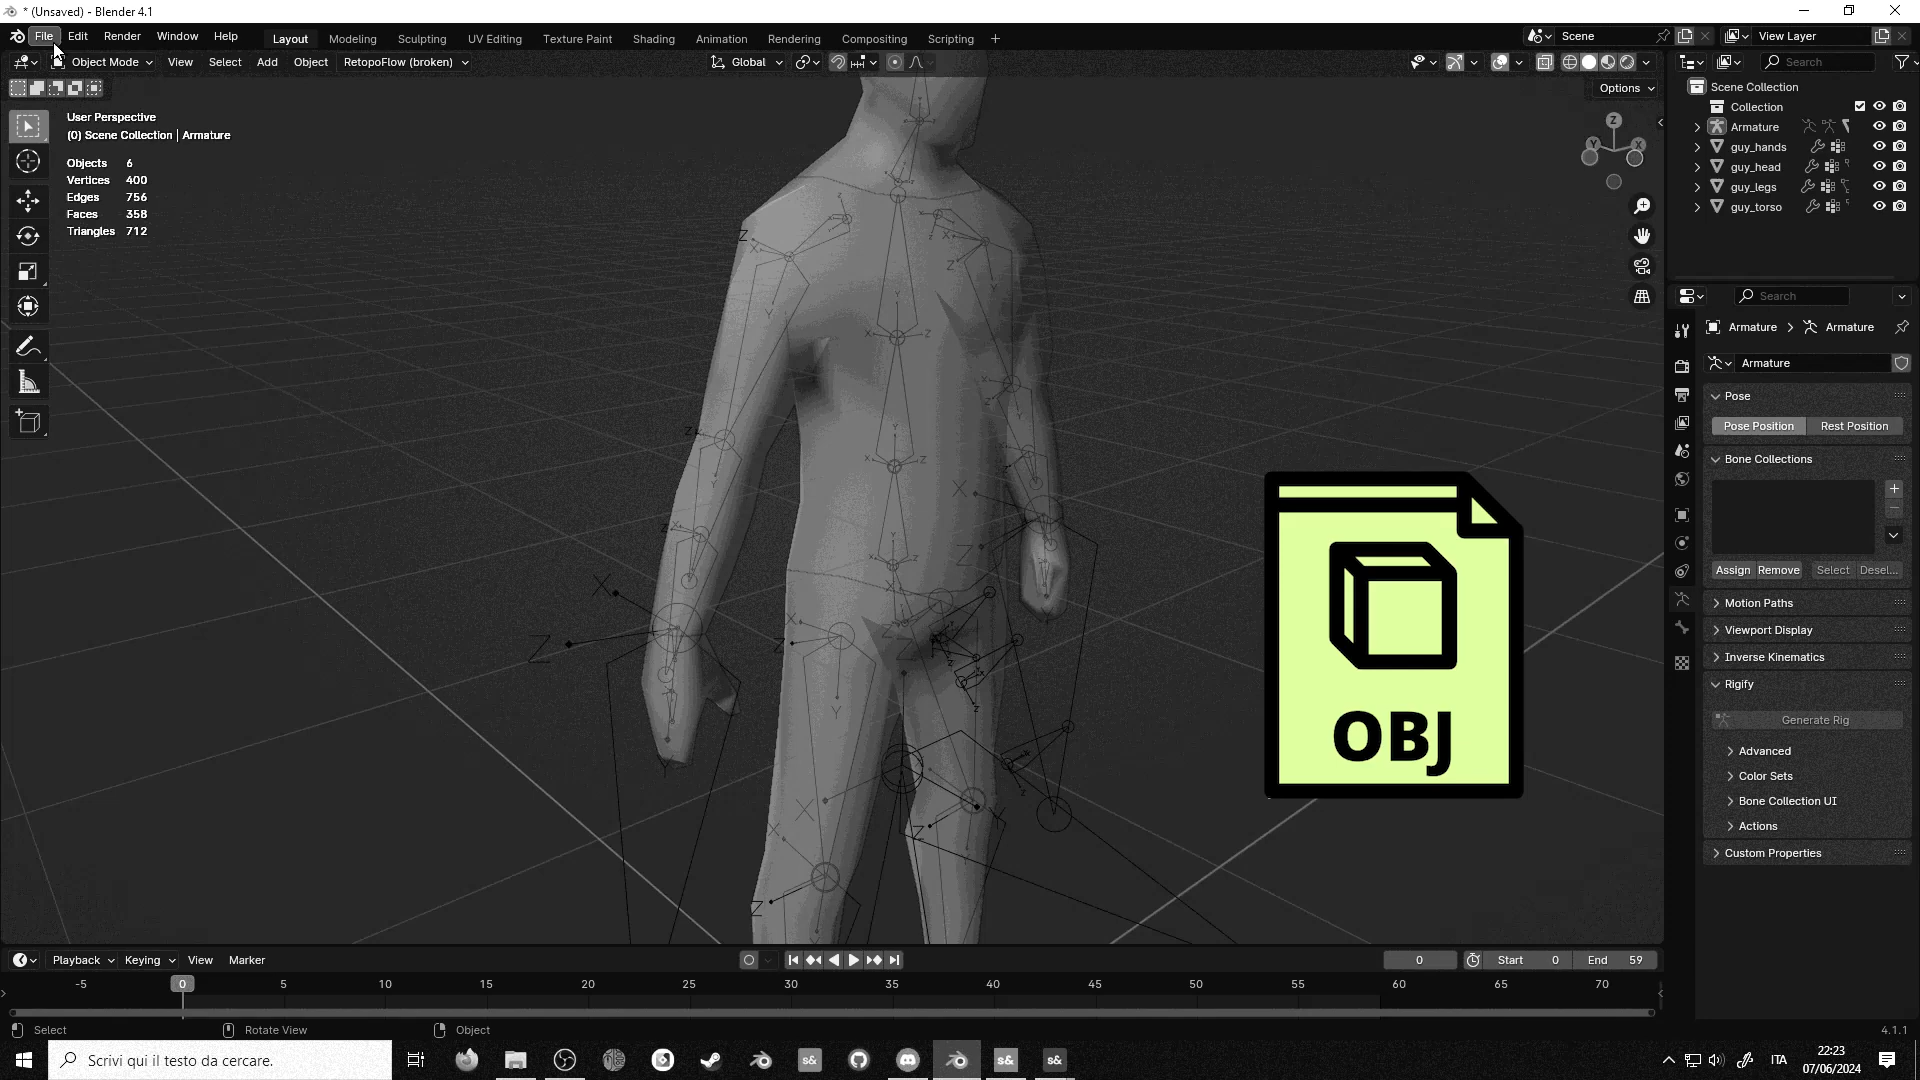 * (Unsaved) - Blender 4.1
File Edit Render Window Help Layout Modeling Sculpting UV Editing Texture Paint Shading Animation Rendering Compositing Scripting + Scene View Layer
Object Mode View Select Add Object RetopoFlow (broken) Global Search
Options
User Perspective
(0) Scene Collection | Armature
Objects 6
Vertices 400
Edges 756
Faces 358
Triangles 712
Scene Collection
Collection
Armature
guy_hands
guy_head
guy_legs
guy_torso
Search
Armature > Armature
Armature
Pose
Pose Position Rest Position
Bone Collections
Assign Remove Select Desel...
Motion Paths
Viewport Display
Inverse Kinematics
Rigify
Generate Rig
Advanced
Color Sets
Bone Collection UI
Actions
Custom Properties
OBJ
Playback Keying View Marker 0 Start 0 End 59
-5 0 5 10 15 20 25 30 35 40 45 50 55 60 65 70
Select Rotate View Object 4.1.1
Scrivi qui il testo da cercare. s& s& s& ITA 22:23
07/06/2024